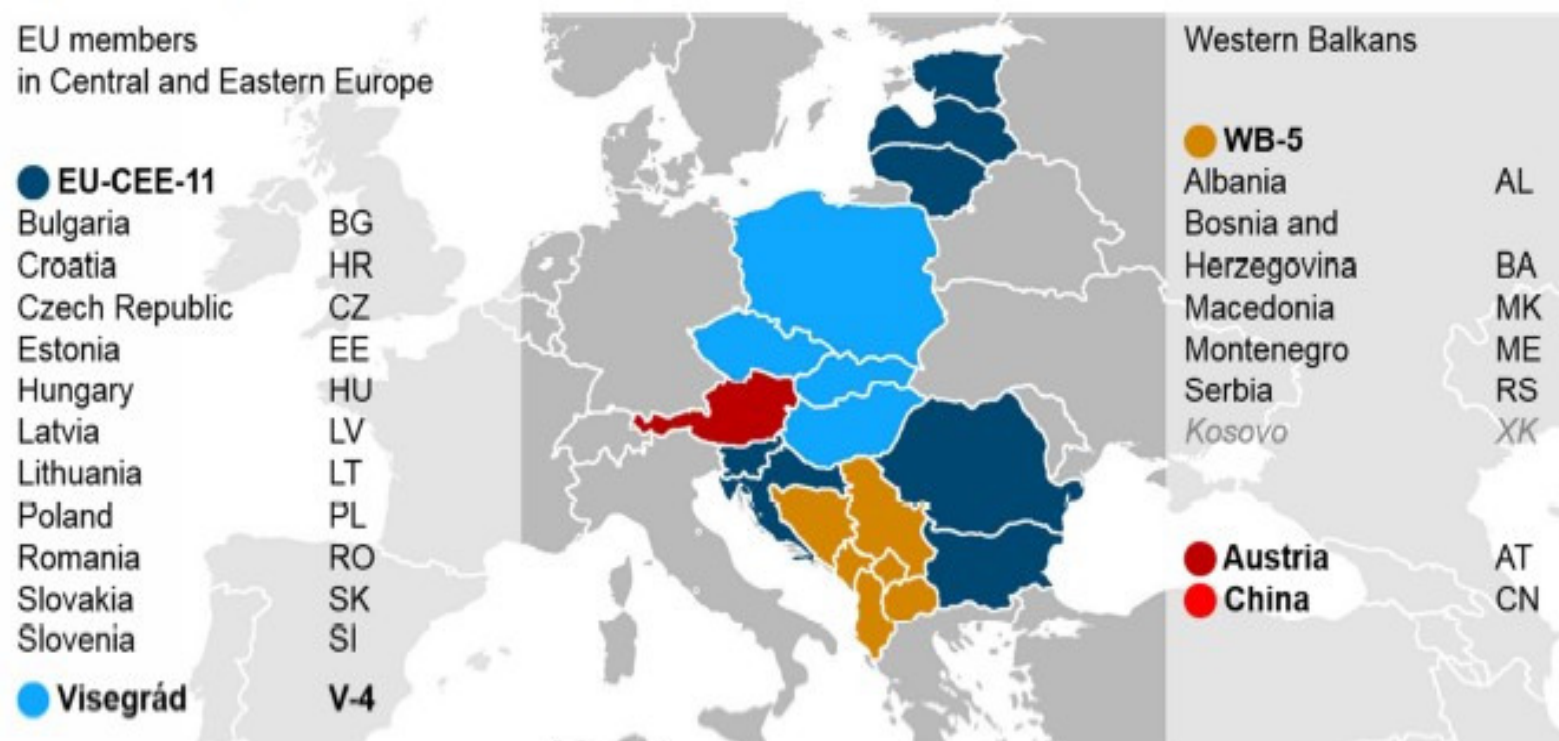 EU members
in Central and Eastern Europe
EU-CEE-11
Bulgaria BG
Croatia HR
Czech Republic CZ
Estonia EE
Hungary HU
Latvia LV
Lithuania LT
Poland PL
Romania RO
Slovakia SK
Slovenia SI
Visegrád V-4
Western Balkans
WB-5
Albania AL
Bosnia and
Herzegovina BA
Macedonia MK
Montenegro ME
Serbia RS
Kosovo XK
Austria AT
China CN